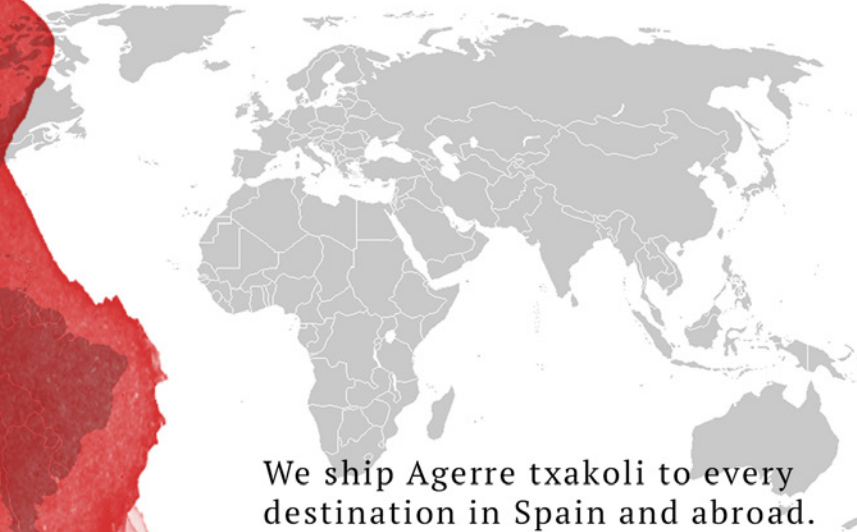 We ship Agerre txakoli to every
destination in Spain and abroad.